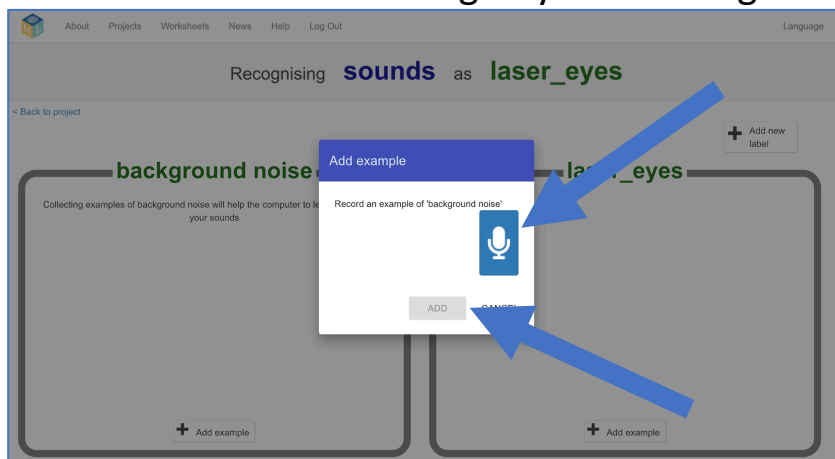 About Projects Worksheets News Help Log Out Language
Recognising sounds as laser_eyes
< Back to project
Add new
label
background noise
laser_eyes
Collecting examples of background noise will help the computer to le
your sounds
Add example
Record an example of 'background noise'
ADD CANCEL
Add example
Add example